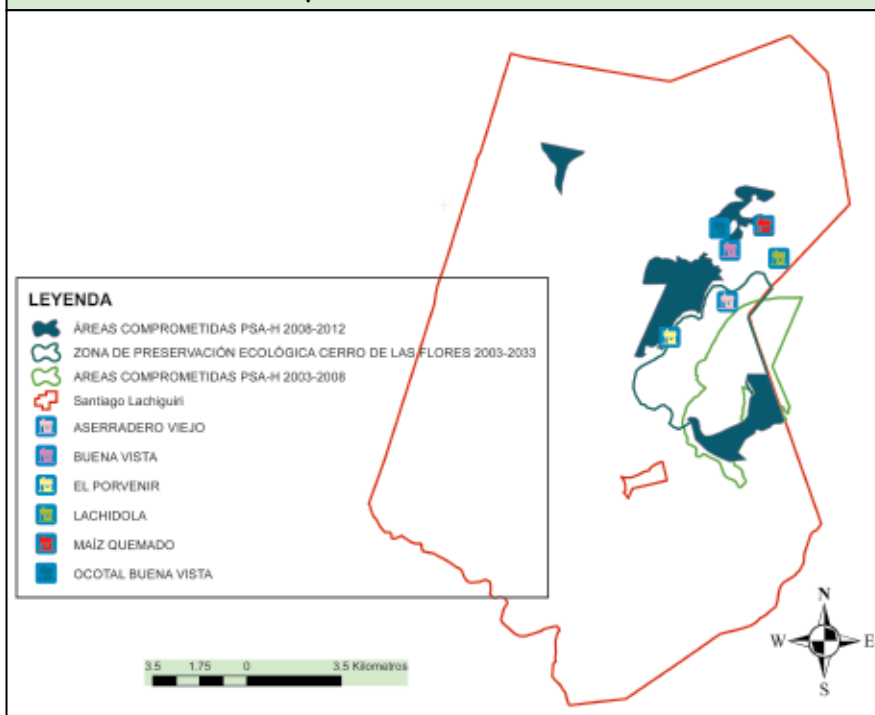 LEYENDA
ÁREAS COMPROMETIDAS PSA-H 2008-2012
ZONA DE PRESERVACIÓN ECOLÓGICA CERRO DE LAS FLORES 2003-2033
AREAS COMPROMETIDAS PSA-H 2003-2008
Santiago Lachiguiri
ASERRADERO VIEJO
BUENA VISTA
EL PORVENIR
LACHIDOLA
MAÍZ QUEMADO
OCOTAL BUENA VISTA
3.5 1.75 0 3.5 Kilometros
N
W E
S